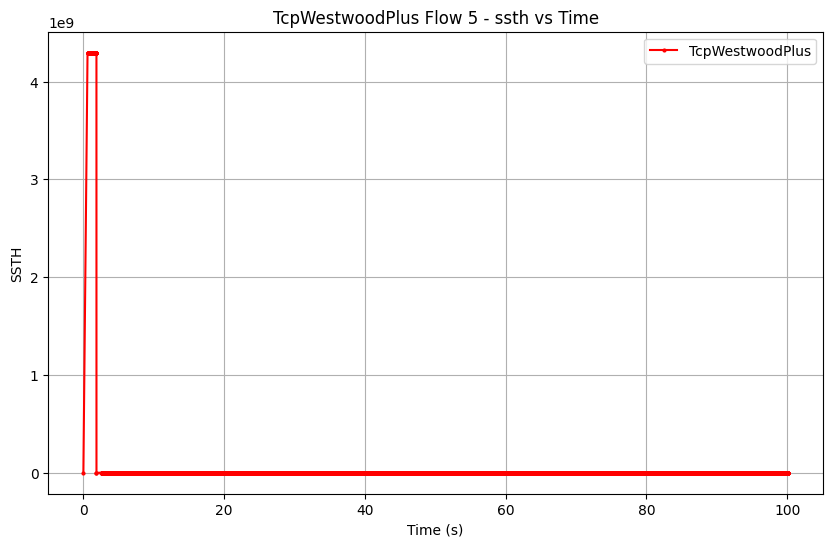 TcpWestwoodPlus Flow 5 - ssth vs Time
1e9
TcpWestwoodPlus
4
3
2
1
0
SSTH
0 20 40 60 80 100
Time (s)